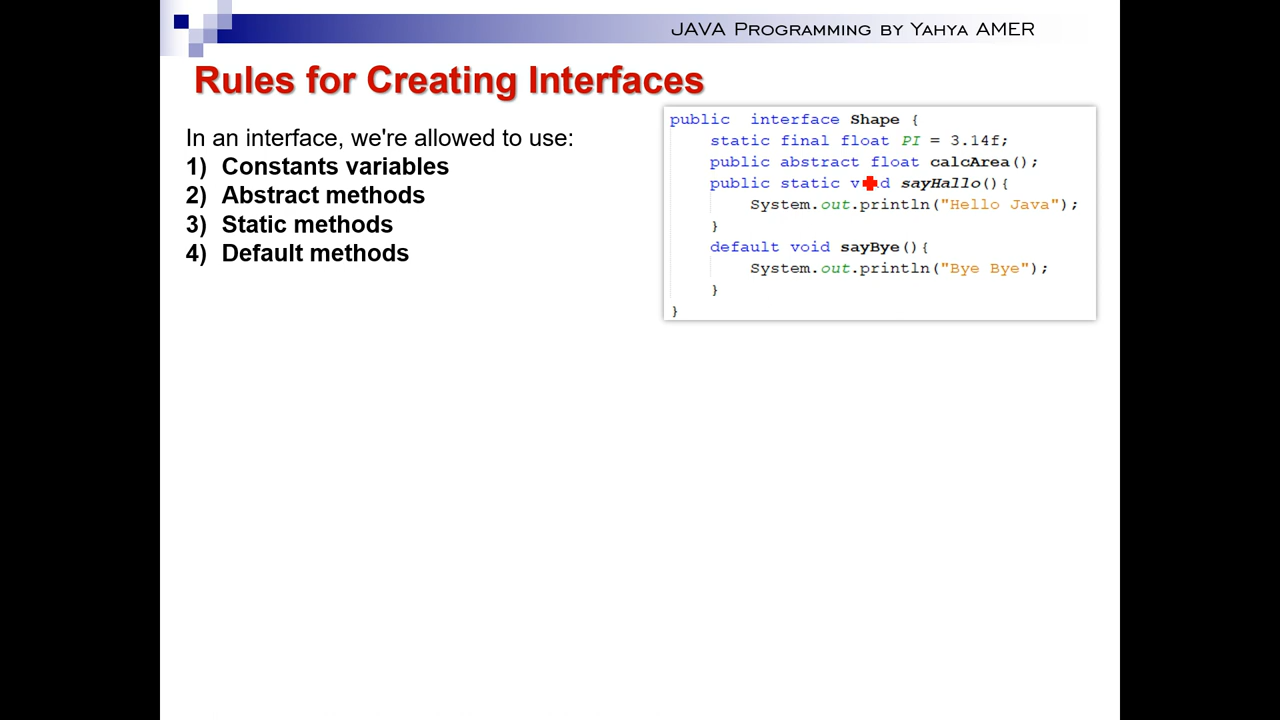 JAVA Programming by Yahya AMER
Rules for Creating Interfaces
In an interface, we're allowed to use:
1) Constants variables
2) Abstract methods
3) Static methods
4) Default methods
public interface Shape {
static final float PI = 3.14f;
public abstract float calcArea();
public static void sayHallo(){
System.out.println("Hello Java");
}
default void sayBye(){
System.out.println("Bye Bye");
}
}